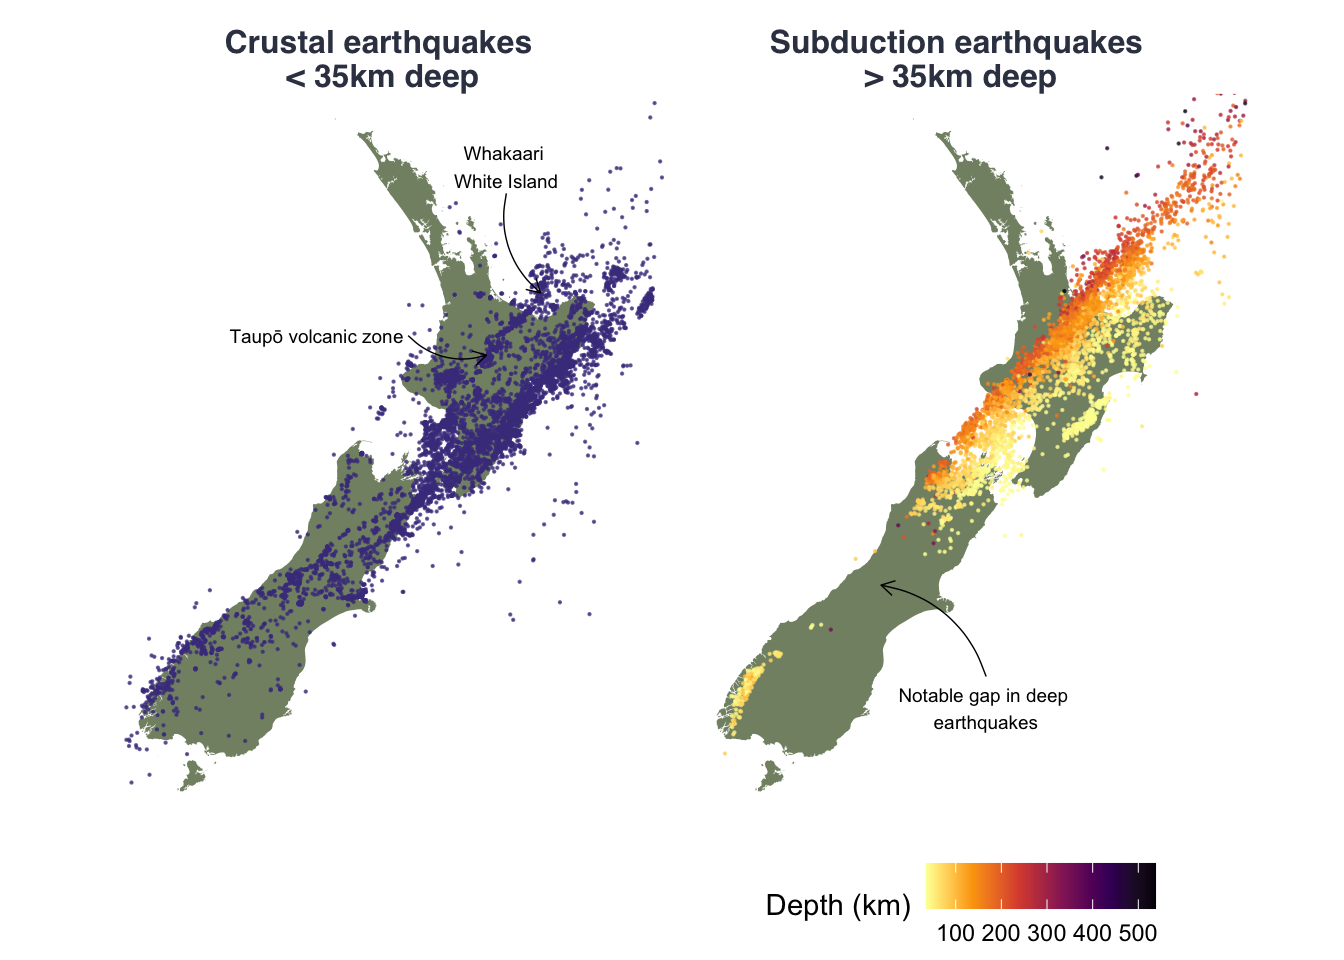 Crustal earthquakes
< 35km deep
Subduction earthquakes
> 35km deep
Whakaari
White Island
Taupō volcanic zone
Notable gap in deep
earthquakes
Depth (km)
100 200 300 400 500